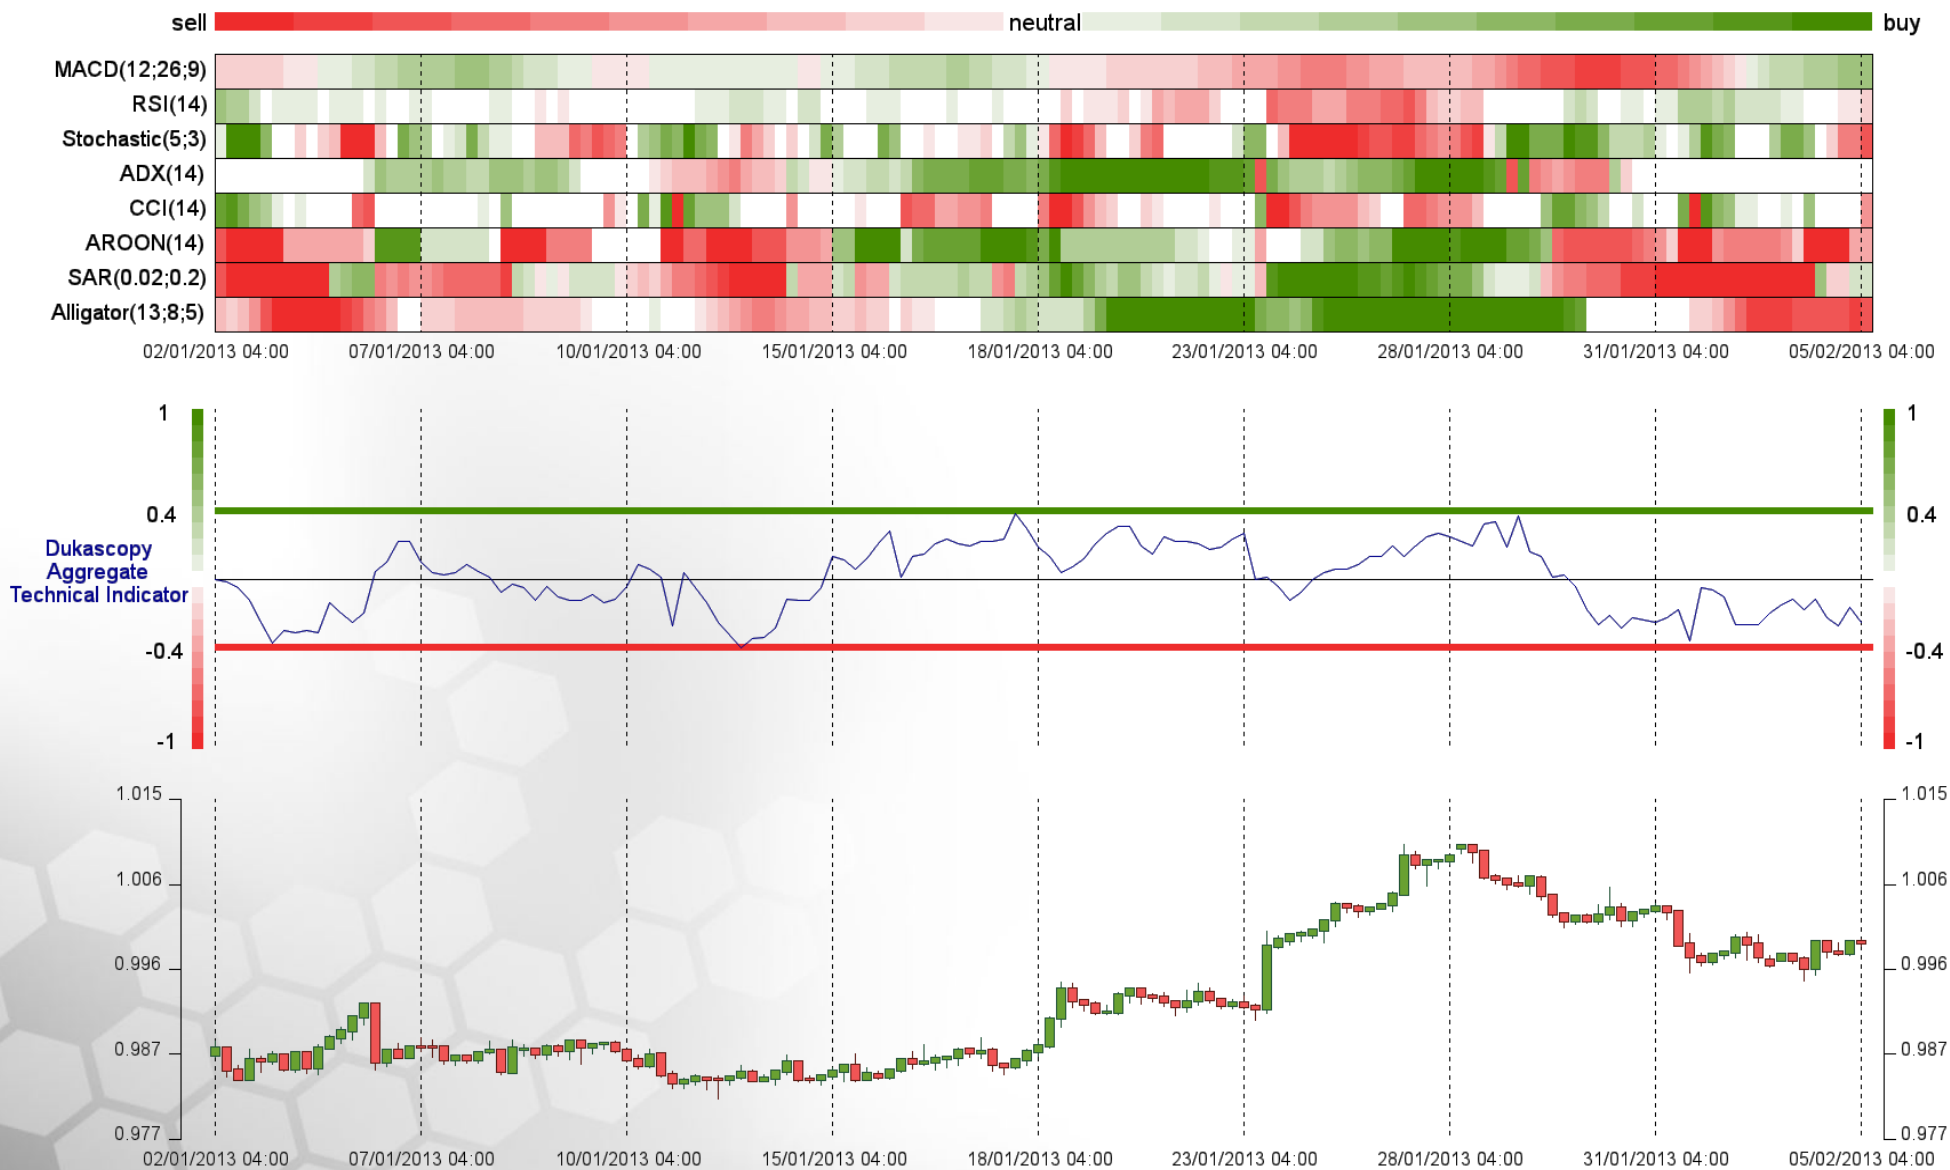 sell neutral buy
MACD(12;26;9)
RSI(14)
Stochastic(5;3)
ADX(14)
CCI(14)
AROON(14)
SAR(0.02;0.2)
Alligator(13;8;5)
02/01/2013 04:00 07/01/2013 04:00 10/01/2013 04:00 15/01/2013 04:00 18/01/2013 04:00 23/01/2013 04:00 28/01/2013 04:00 31/01/2013 04:00 05/02/2013 04:00
1 1
0.4 0.4
Dukascopy
Aggregate
Technical Indicator
-0.4 -0.4
-1 -1
1.015 1.015
1.006 1.006
0.996 0.996
0.987 0.987
0.977 0.977
02/01/2013 04:00 07/01/2013 04:00 10/01/2013 04:00 15/01/2013 04:00 18/01/2013 04:00 23/01/2013 04:00 28/01/2013 04:00 31/01/2013 04:00 05/02/2013 04:00